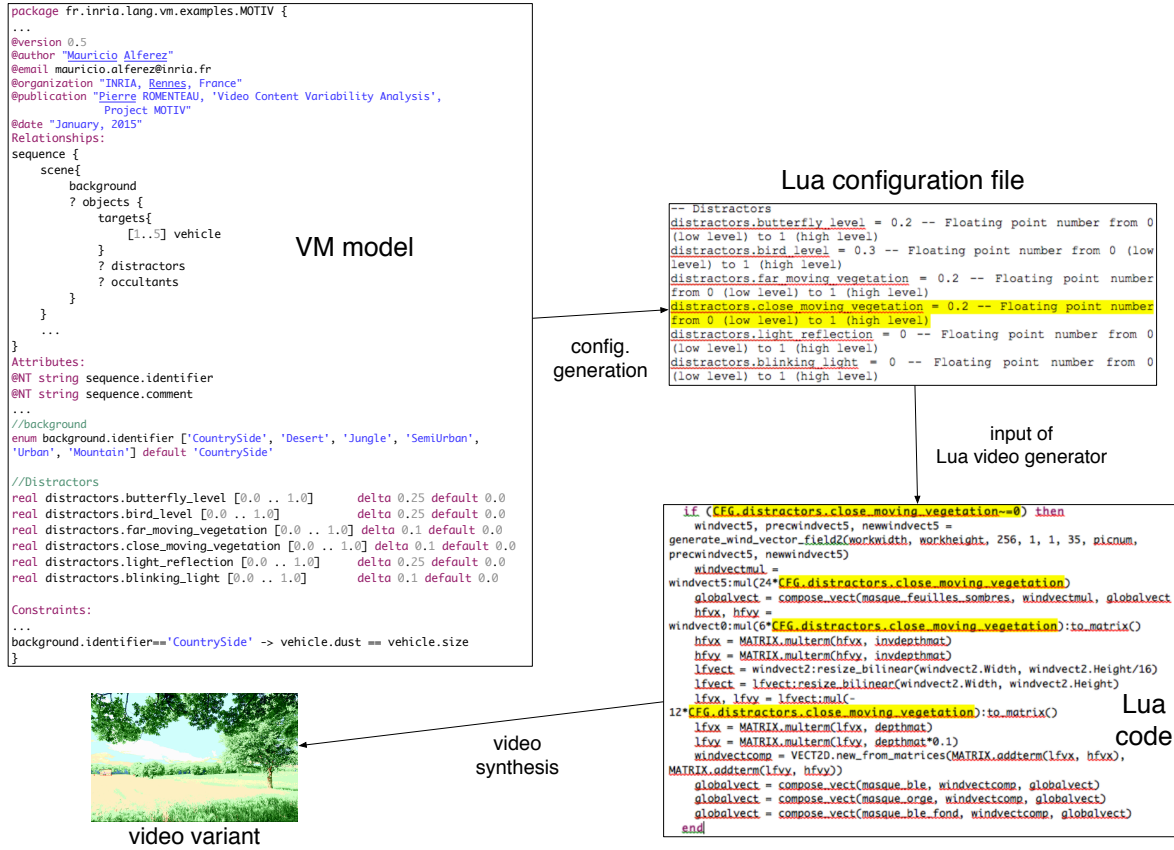 package fr.inria.lang.vm.examples.MOTIV {
...
@version 0.5
@author "Mauricio Alferez"
@email mauricio.alferez@inria.fr
@organization "INRIA, Rennes, France"
@publication "Pierre ROMENTEAU, 'Video Content Variability Analysis',
Project MOTIV"
@date "January, 2015"
Relationships:
sequence {
scene{
background
? objects {
targets{
[1..5] vehicle
}
? distractors
? occultants
}
}
...
}
Attributes:
@NT string sequence.identifier
@NT string sequence.comment
...
//background
enum background.identifier ['CountrySide', 'Desert', 'Jungle', 'SemiUrban',
'Urban', 'Mountain'] default 'CountrySide'
//Distractors
real distractors.butterfly_level [0.0 .. 1.0] delta 0.25 default 0.0
real distractors.bird_level [0.0 .. 1.0] delta 0.25 default 0.0
real distractors.far_moving_vegetation [0.0 .. 1.0] delta 0.1 default 0.0
real distractors.close_moving_vegetation [0.0 .. 1.0] delta 0.1 default 0.0
real distractors.light_reflection [0.0 .. 1.0] delta 0.25 default 0.0
real distractors.blinking_light [0.0 .. 1.0] delta 0.1 default 0.0
Constraints:
...
background.identifier=='CountrySide' -> vehicle.dust == vehicle.size
}
VM model
config.
generation
Lua configuration file
-- Distractors
distractors.butterfly_level = 0.2 -- Floating point number from 0
(low level) to 1 (high level)
distractors.bird_level = 0.3 -- Floating point number from 0 (low
level) to 1 (high level)
distractors.far_moving_vegetation = 0.2 -- Floating point number
from 0 (low level) to 1 (high level)
distractors.close_moving_vegetation = 0.2 -- Floating point number
from 0 (low level) to 1 (high level)
distractors.light_reflection = 0 -- Floating point number from 0
(low level) to 1 (high level)
distractors.blinking_light = 0 -- Floating point number from 0
(low level) to 1 (high level)
input of
Lua video generator
if (CFG.distractors.close_moving_vegetation~=0) then
windvect5, precwindvect5, newwindvect5 =
generate_wind_vector_field2(workwidth, workheight, 256, 1, 1, 35, picnum,
precwindvect5, newwindvect5)
windvectmul =
windvect5:mul(24*CFG.distractors.close_moving_vegetation)
globalvect = compose_vect(masque_feuilles_sombres, windvectmul, globalvect
hfvx, hfvy =
windvect0:mul(6*CFG.distractors.close_moving_vegetation):to_matrix()
hfvx = MATRIX.multerm(hfvx, invdepthmat)
hfvy = MATRIX.multerm(hfvy, invdepthmat)
lfvect = windvect2:resize_bilinear(windvect2.Width, windvect2.Height/16)
lfvect = lfvect:resize_bilinear(windvect2.Width, windvect2.Height)
lfvx, lfvy = lfvect:mul(-
12*CFG.distractors.close_moving_vegetation):to_matrix()
lfvx = MATRIX.multerm(lfvx, depthmat)
lfvy = MATRIX.multerm(lfvy, depthmat*0.1)
windvectcomp = VECT2D.new_from_matrices(MATRIX.addterm(lfvx, hfvx),
MATRIX.addterm(lfvy, hfvy))
globalvect = compose_vect(masque_ble, windvectcomp, globalvect)
globalvect = compose_vect(masque_orge, windvectcomp, globalvect)
globalvect = compose_vect(masque_ble_fond, windvectcomp, globalvect)
end
Lua
code
video
synthesis
video variant